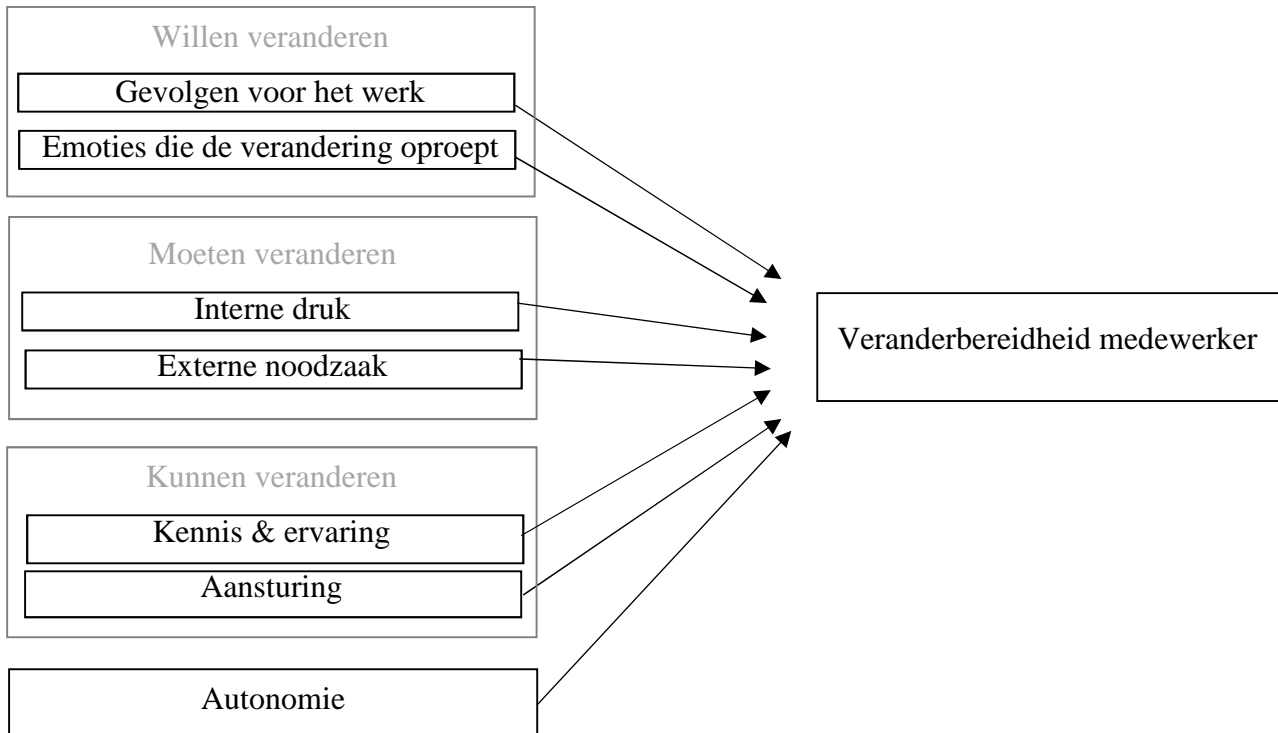 Willen veranderen
Gevolgen voor het werk
Emoties die de verandering oproept
Moeten veranderen
Interne druk
Externe noodzaak
Veranderbereidheid medewerker
Kunnen veranderen
Kennis & ervaring
Aansturing
Autonomie